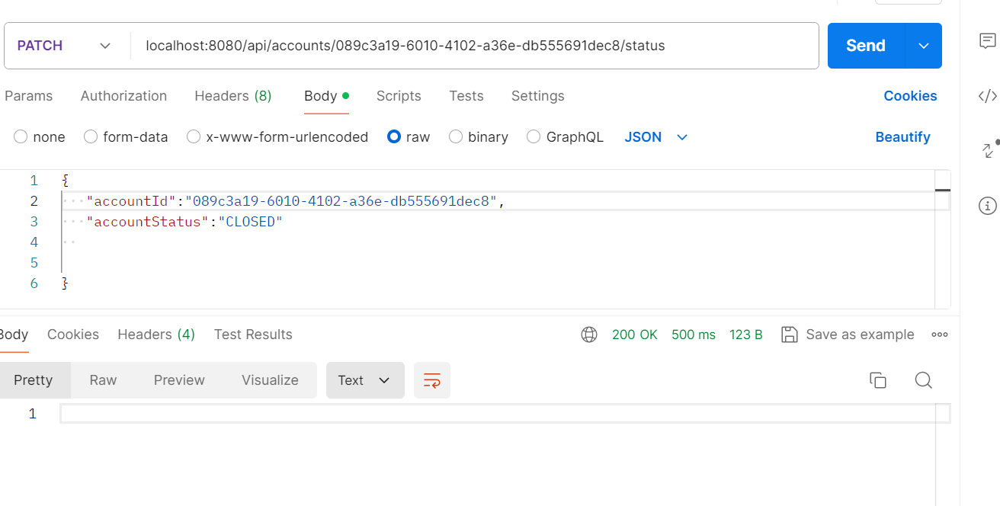 PATCH localhost:8080/api/accounts/089c3a19-6010-4102-a36e-db555691dec8/status Send
Params Authorization Headers (8) Body Scripts Tests Settings Cookies
none form-data x-www-form-urlencoded raw binary GraphQL JSON Beautify
1 {
2 "accountId":"089c3a19-6010-4102-a36e-db555691dec8",
3 "accountStatus":"CLOSED"
4
5
6 }
Body Cookies Headers (4) Test Results 200 OK 500 ms 123 B Save as example
Pretty Raw Preview Visualize Text
1